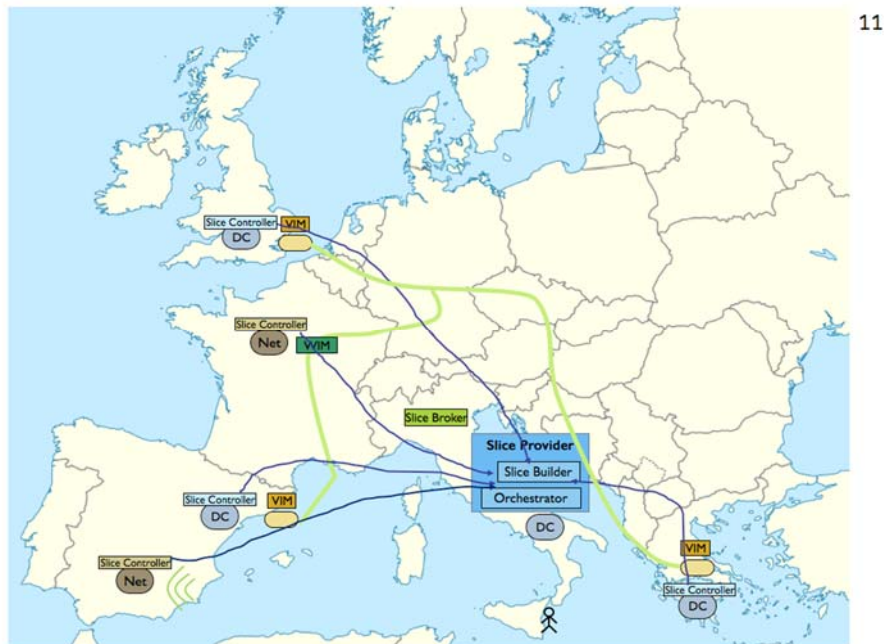 11
Slice Controller
VIM
DC
Slice Controller
Net
WIM
Slice Broker
Slice Provider
Slice Builder
Orchestrator
DC
Slice Controller
VIM
DC
Slice Controller
Net
VIM
Slice Controller
DC